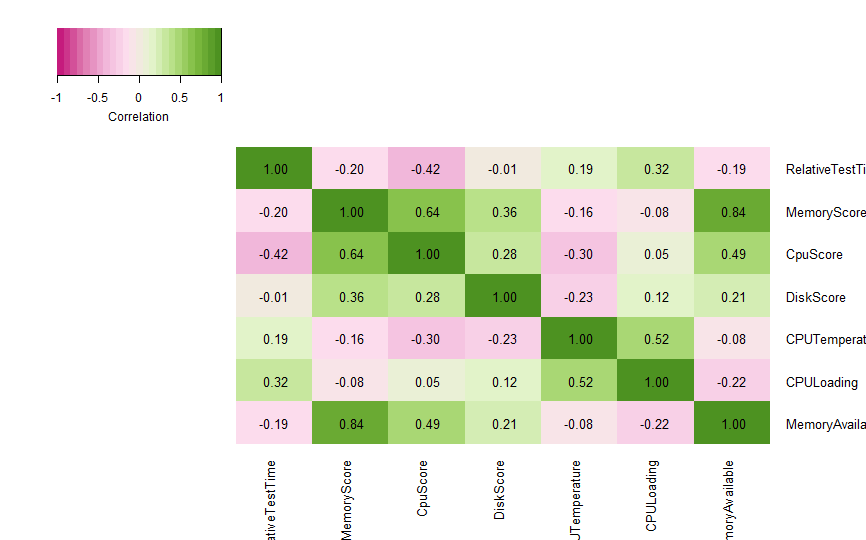 -1 -0.5 0 0.5 1
Correlation
1.00 -0.20 -0.42 -0.01 0.19 0.32 -0.19 RelativeTestTi
-0.20 1.00 0.64 0.36 -0.16 -0.08 0.84 MemoryScore
-0.42 0.64 1.00 0.28 -0.30 0.05 0.49 CpuScore
-0.01 0.36 0.28 1.00 -0.23 0.12 0.21 DiskScore
0.19 -0.16 -0.30 -0.23 1.00 0.52 -0.08 CPUTemperat
0.32 -0.08 0.05 0.12 0.52 1.00 -0.22 CPULoading
-0.19 0.84 0.49 0.21 -0.08 -0.22 1.00 MemoryAvaila
ativeTestTime
MemoryScore
CpuScore
DiskScore
UTemperature
CPULoading
moryAvailable